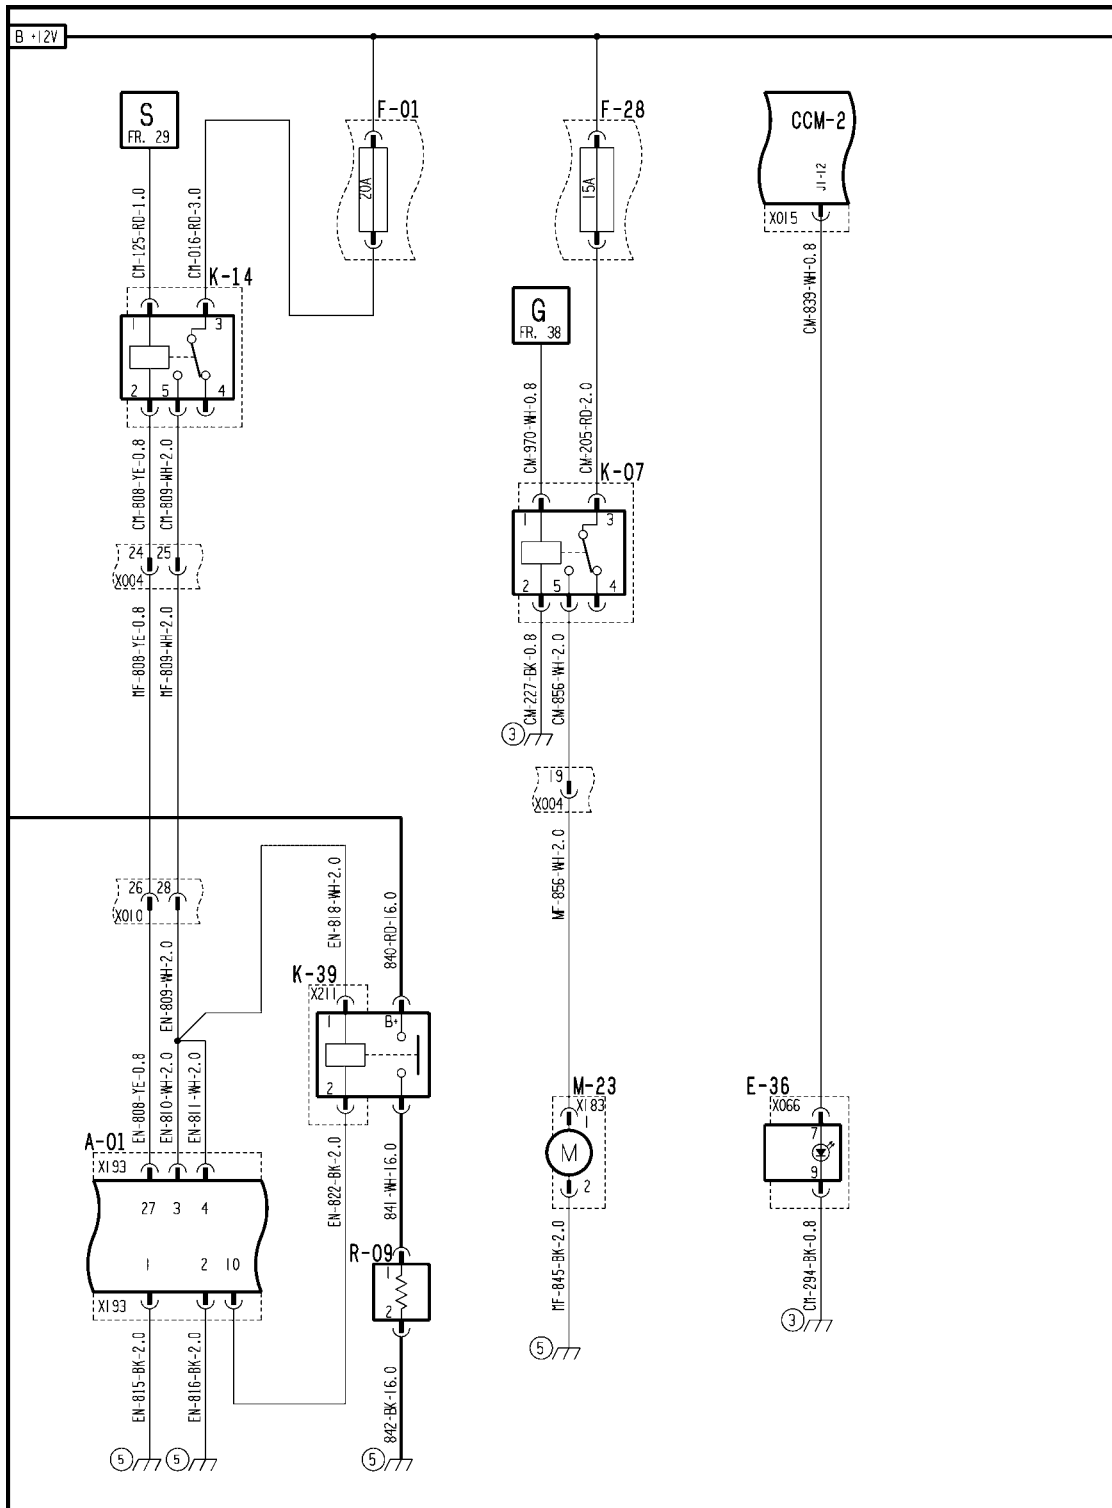 B +12V
S
FR. 29
F-01
F-28
CCM-2
J1-12
X015
20A
15A
CM-125-RD-1.0
CM-016-RD-3.0
K-14
1
3
2
5
4
G
FR. 38
CM-839-WH-0.8
CM-970-WH-0.8
CM-205-RD-2.0
CM-808-YE-0.8
CM-809-WH-2.0
K-07
1
3
2
5
4
24
25
X004
MF-808-YE-0.8
MF-809-WH-2.0
CM-227-BK-0.8
CM-856-WH-2.0
3
19
X004
MF-856-WH-2.0
26
28
X010
EN-809-WH-2.0
EN-818-WH-2.0
840-RD-16.0
K-39
X211
1
B+
2
EN-808-YE-0.8
EN-810-WH-2.0
EN-811-WH-2.0
A-01
X193
27
3
4
1
2
10
X193
EN-822-BK-2.0
841-WH-16.0
R-09
1
2
M-23
X183
1
M
2
E-36
X066
7
9
MF-845-BK-2.0
CM-294-BK-0.8
3
5
EN-815-BK-2.0
EN-816-BK-2.0
842-BK-16.0
5
5
5